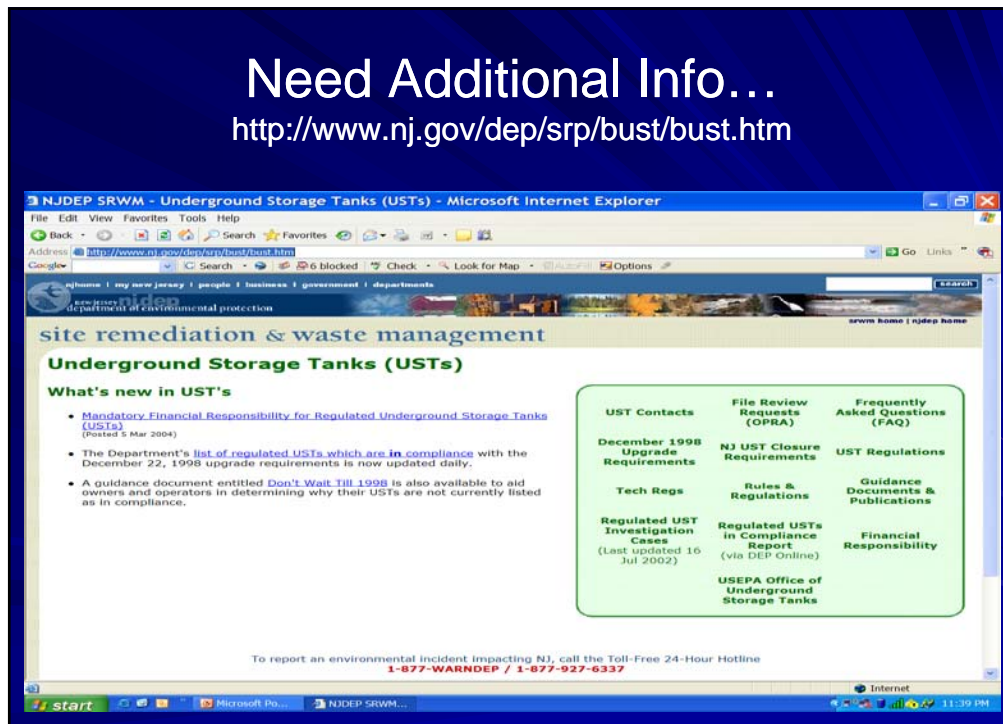 Need Additional Info…
http://www.nj.gov/dep/srp/bust/bust.htm
NJDEP SRWM - Underground Storage Tanks (USTs) - Microsoft Internet Explorer
File Edit View Favorites Tools Help
Back Search Favorites
Address http://www.nj.gov/dep/srp/bust/bust.htm Go Links
Google Search 6 blocked Check Look for Map AutoFill Options
njhome | my new jersey | people | business | government | departments search
new jersey nj dep
department of environmental protection
srwm home | njdep home
site remediation & waste management
Underground Storage Tanks (USTs)
What's new in UST's
Mandatory Financial Responsibility for Regulated Underground Storage Tanks
(USTs)
(Posted 5 Mar 2004)
The Department's list of regulated USTs which are in compliance with the
December 22, 1998 upgrade requirements is now updated daily.
A guidance document entitled Don't Wait Till 1998 is also available to aid
owners and operators in determining why their USTs are not currently listed
as in compliance.
UST Contacts
File Review
Requests
(OPRA)
Frequently
Asked Questions
(FAQ)
December 1998
Upgrade
Requirements
NJ UST Closure
Requirements
UST Regulations
Tech Regs
Rules &
Regulations
Guidance
Documents &
Publications
Regulated UST
Investigation
Cases
(Last updated 16
Jul 2002)
Regulated USTs
in Compliance
Report
(via DEP Online)
Financial
Responsibility
USEPA Office of
Underground
Storage Tanks
To report an environmental incident impacting NJ, call the Toll-Free 24-Hour Hotline
1-877-WARNDEP / 1-877-927-6337
Internet
start Microsoft Po... NJDEP SRWM... 11:39 PM